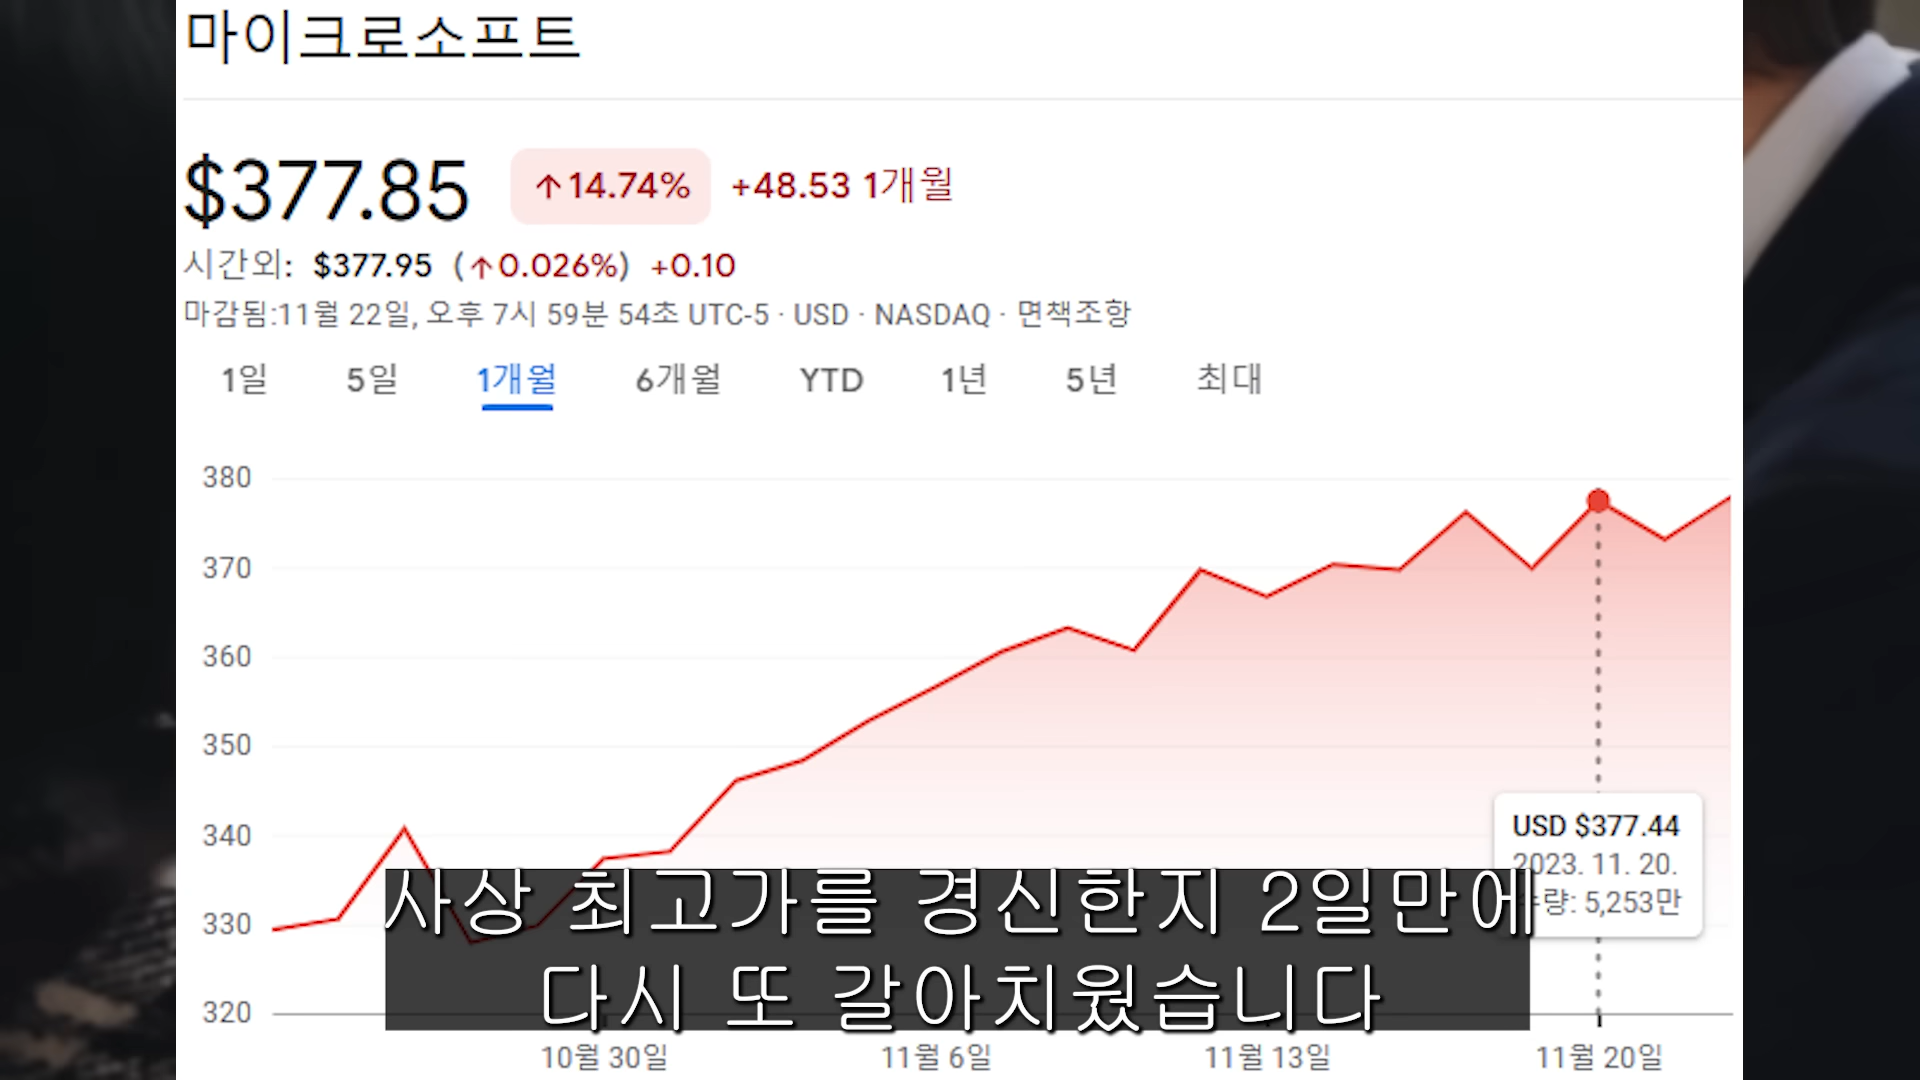 마이크로소프트
$377.85 ↑14.74% +48.53 1개월
시간외: $377.95 (↑0.026%) +0.10
마감됨:11월 22일, 오후 7시 59분 54초 UTC-5 · USD · NASDAQ · 면책조항
1일 5일 1개월 6개월 YTD 1년 5년 최대
380
370
360
350
340
330
320
USD $377.44
2023. 11. 20.
량: 5,253만
사상 최고가를 경신한지 2일만에
다시 또 갈아치웠습니다
10월 30일 11월 6일 11월 13일 11월 20일